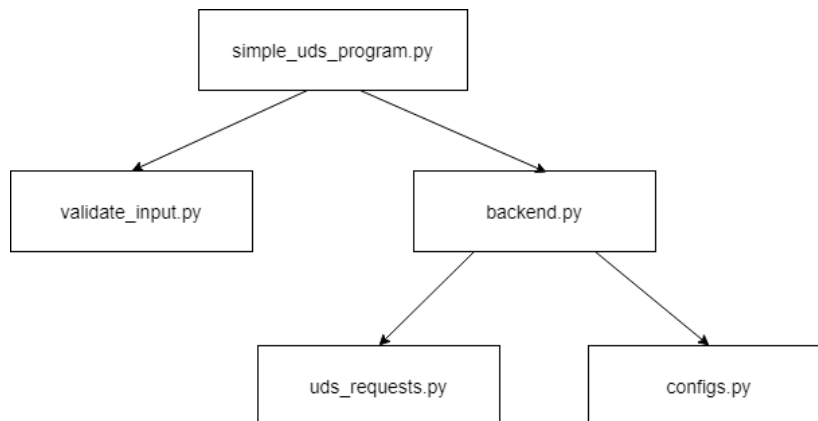 simple_uds_program.py
validate_input.py
backend.py
uds_requests.py
configs.py